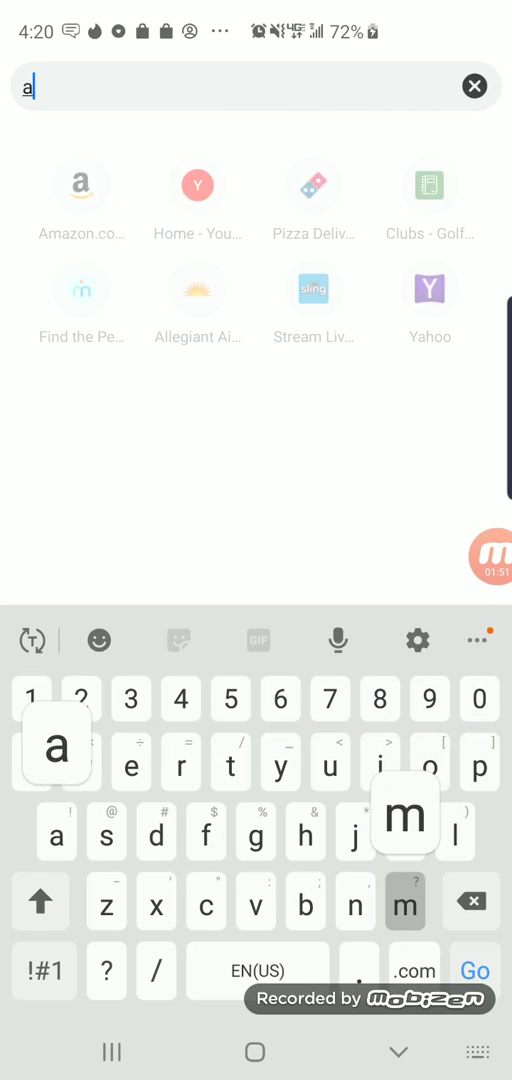 4:20 72%
a
a Y
Amazon.co... Home - You... Pizza Deliv... Clubs - Golf...
sling Y
Find the Pe... Allegiant Ai... Stream Liv... Yahoo
m
01:51
T GIF
1 2 3 4 5 6 7 8 9 0
a
÷ = / _ < > [ ]
e r t y u i o p
m
! @ # $ % & * )
a s d f g h j l
- ' " : ; , ?
z x c v b n m
!#1 ? / EN(US) . .com Go
Recorded by mobizen